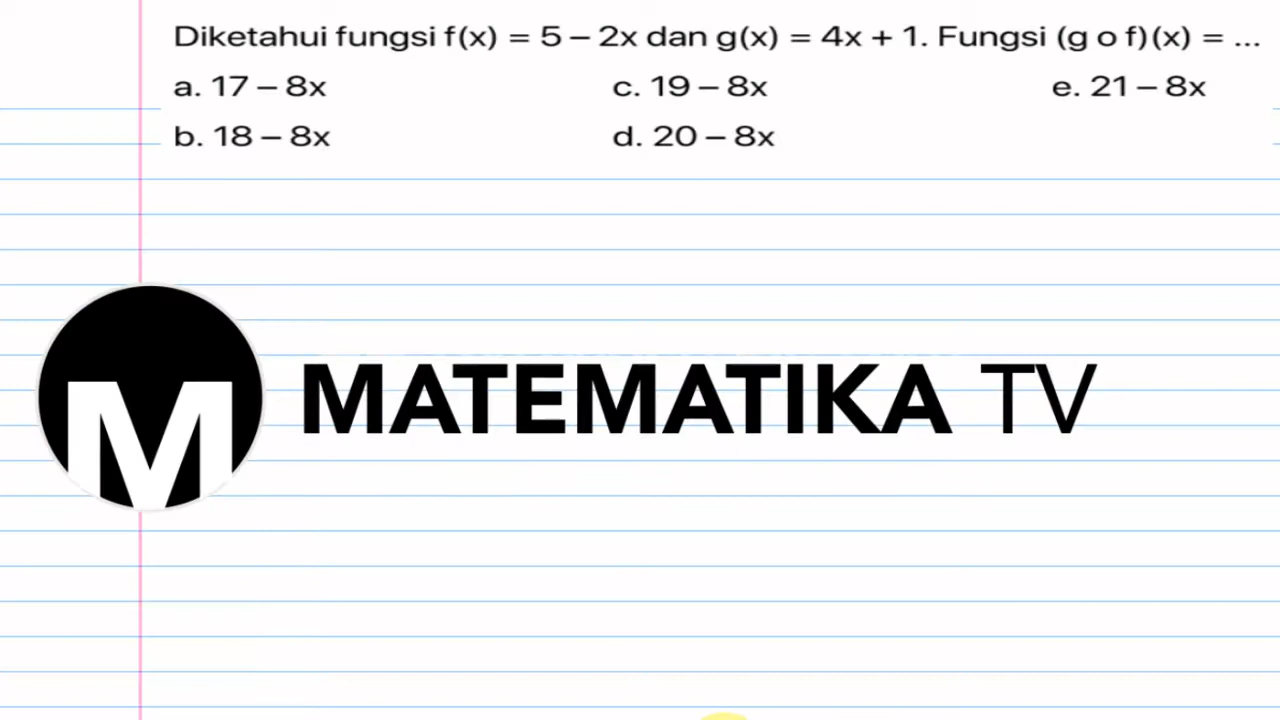 Diketahui fungsi f(x) = 5 – 2x dan g(x) = 4x + 1. Fungsi (g o f)(x) = ...
a. 17 – 8x c. 19 – 8x e. 21 – 8x
b. 18 – 8x d. 20 – 8x
M MATEMATIKA TV